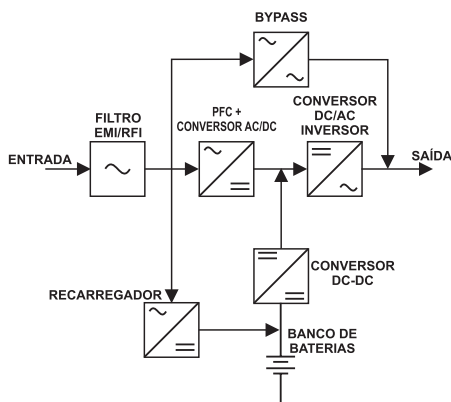 BYPASS
FILTRO
EMI/RFI
PFC +
CONVERSOR AC/DC
CONVERSOR
DC/AC
INVERSOR
ENTRADA
SAÍDA
RECARREGADOR
CONVERSOR
DC-DC
BANCO DE
BATERIAS